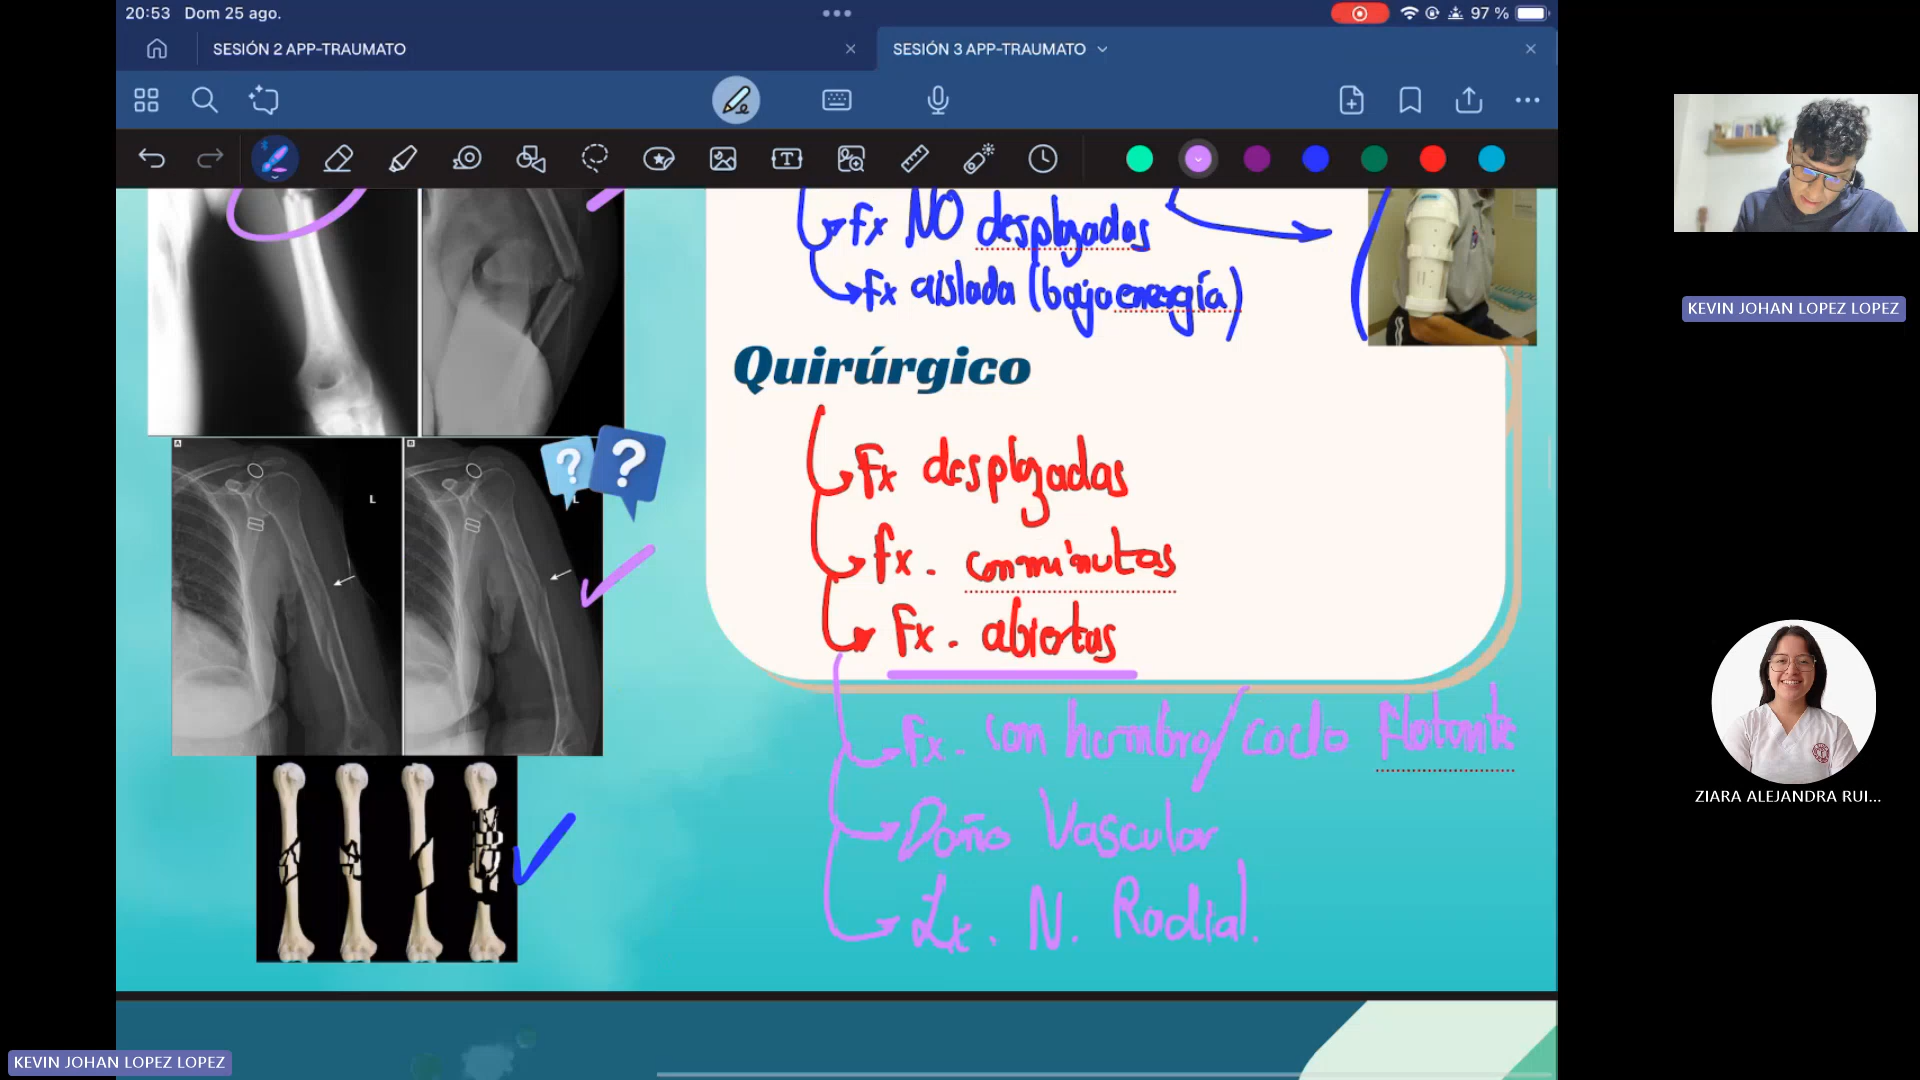 20:53 Dom 25 ago.
97 %
SESIÓN 2 APP-TRAUMATO
SESIÓN 3 APP-TRAUMATO
fx NO desplazadas
fx aislada (baja energía)
Quirúrgico
Fx desplazadas
fx. conminutas
Fx. abiertas
Fx. con hombro/codo flotante
Daño Vascular
Lx. N. Radial.
A
B
L
L
? ?
KEVIN JOHAN LOPEZ LOPEZ
ZIARA ALEJANDRA RUI...
KEVIN JOHAN LOPEZ LOPEZ